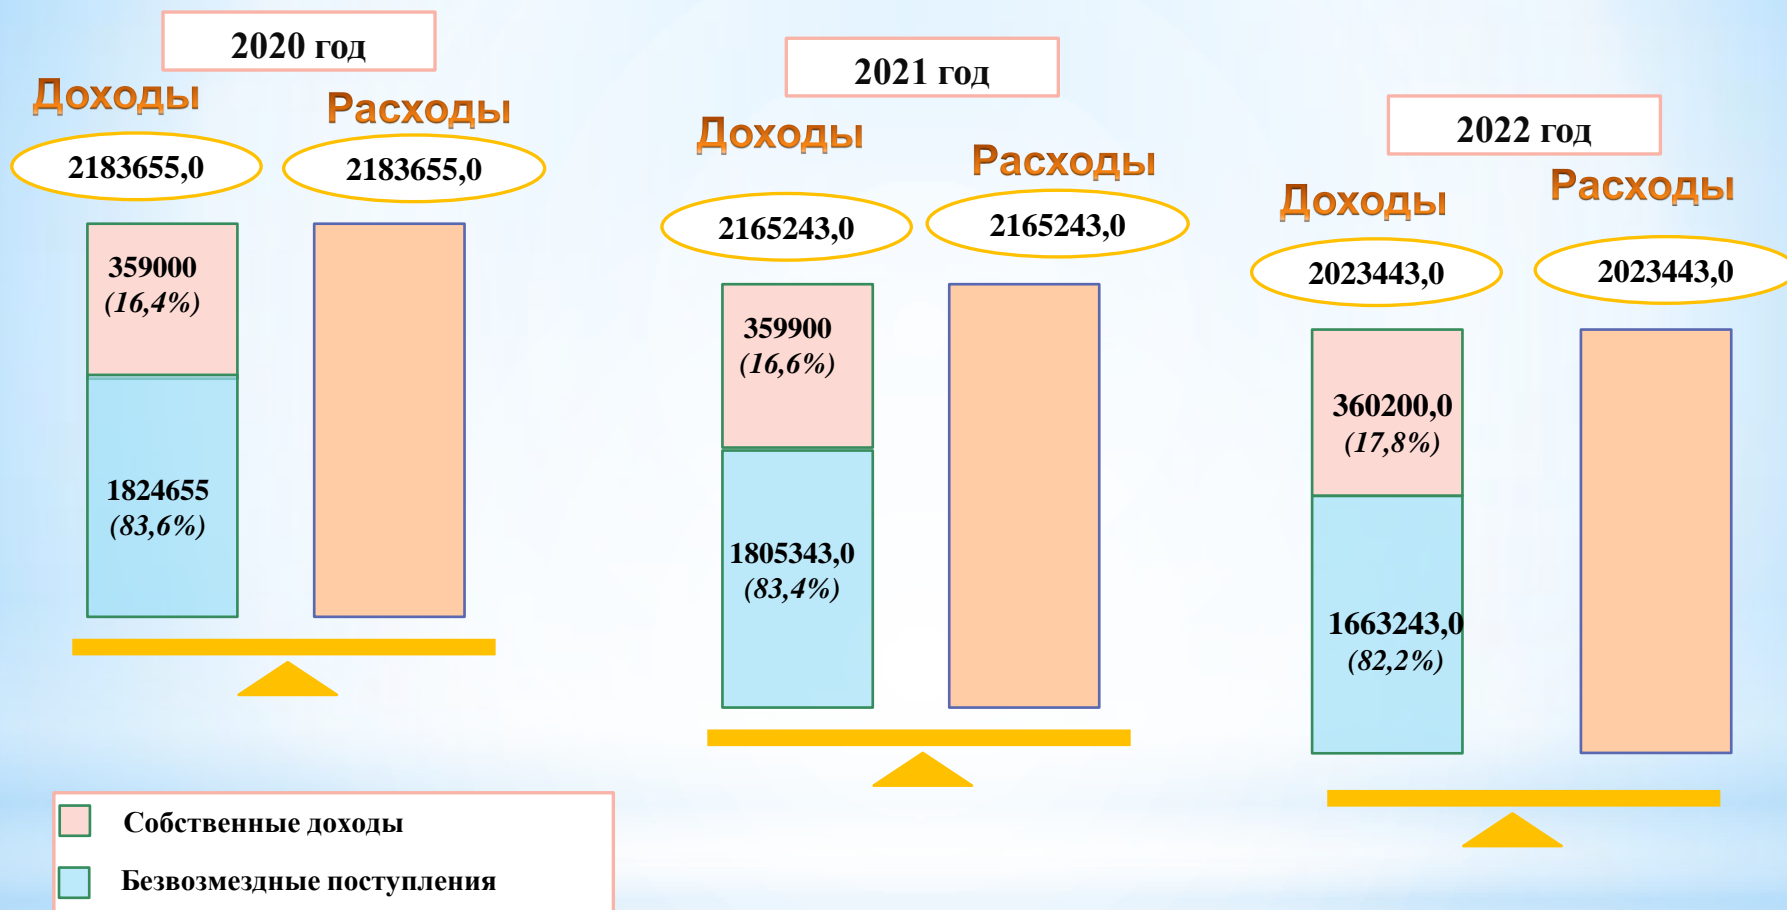 2020 год
Доходы
Расходы
2183655,0
2183655,0
359000
(16,4%)
1824655
(83,6%)
2021 год
Доходы
Расходы
2165243,0
2165243,0
359900
(16,6%)
1805343,0
(83,4%)
2022 год
Доходы
Расходы
2023443,0
2023443,0
360200,0
(17,8%)
1663243,0
(82,2%)
Собственные доходы
Безвозмездные поступления